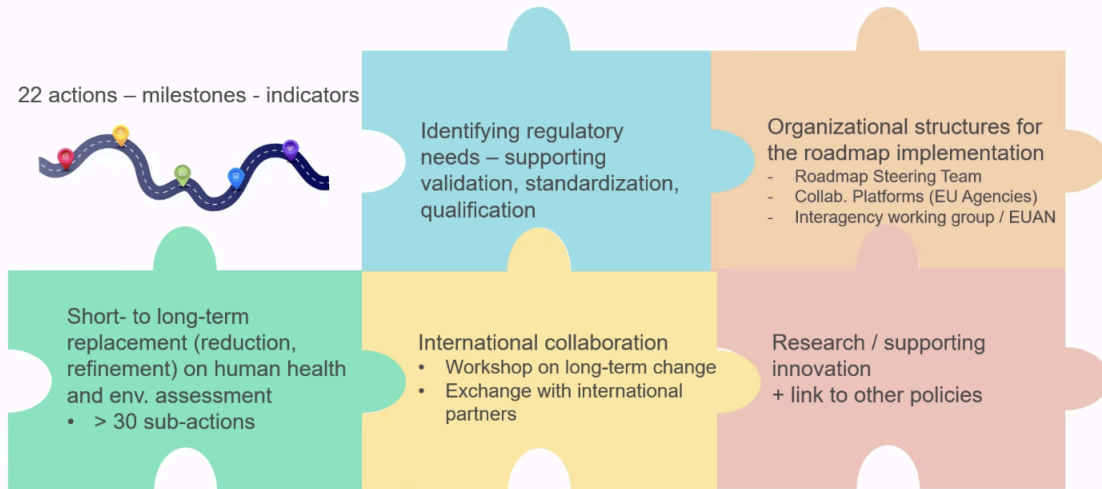 22 actions – milestones - indicators
Identifying regulatory
needs – supporting
validation, standardization,
qualification
Organizational structures for
the roadmap implementation
- Roadmap Steering Team
- Collab. Platforms (EU Agencies)
- Interagency working group / EUAN
Short- to long-term
replacement (reduction,
refinement) on human health
and env. assessment
• > 30 sub-actions
International collaboration
• Workshop on long-term change
• Exchange with international
partners
Research / supporting
innovation
+ link to other policies